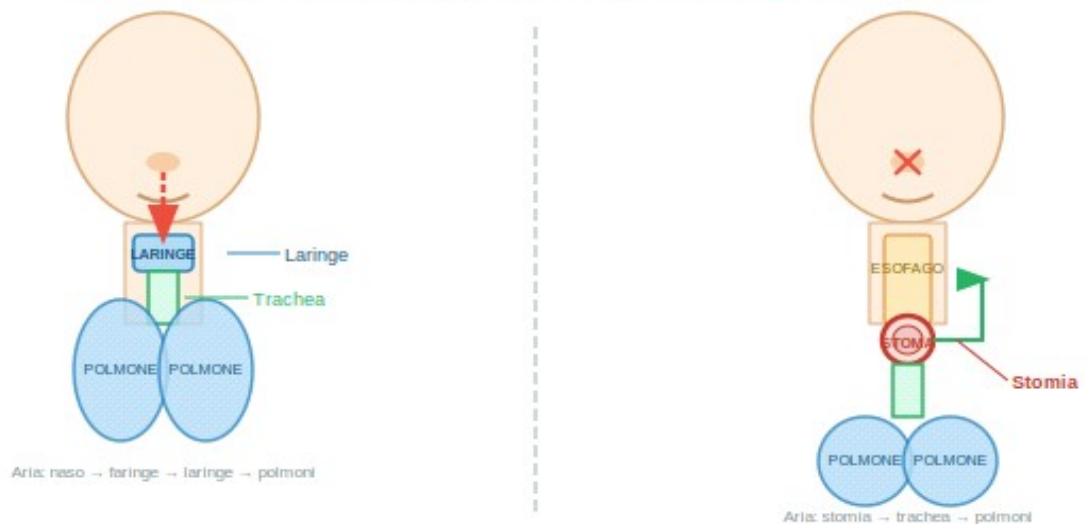 LARINGE
Laringe
Trachea
POLMONE POLMONE
Aria: naso → faringe → laringe → polmoni
ESOFAGO
STOMA
Stomia
POLMONE POLMONE
Aria: stomia → trachea → polmoni